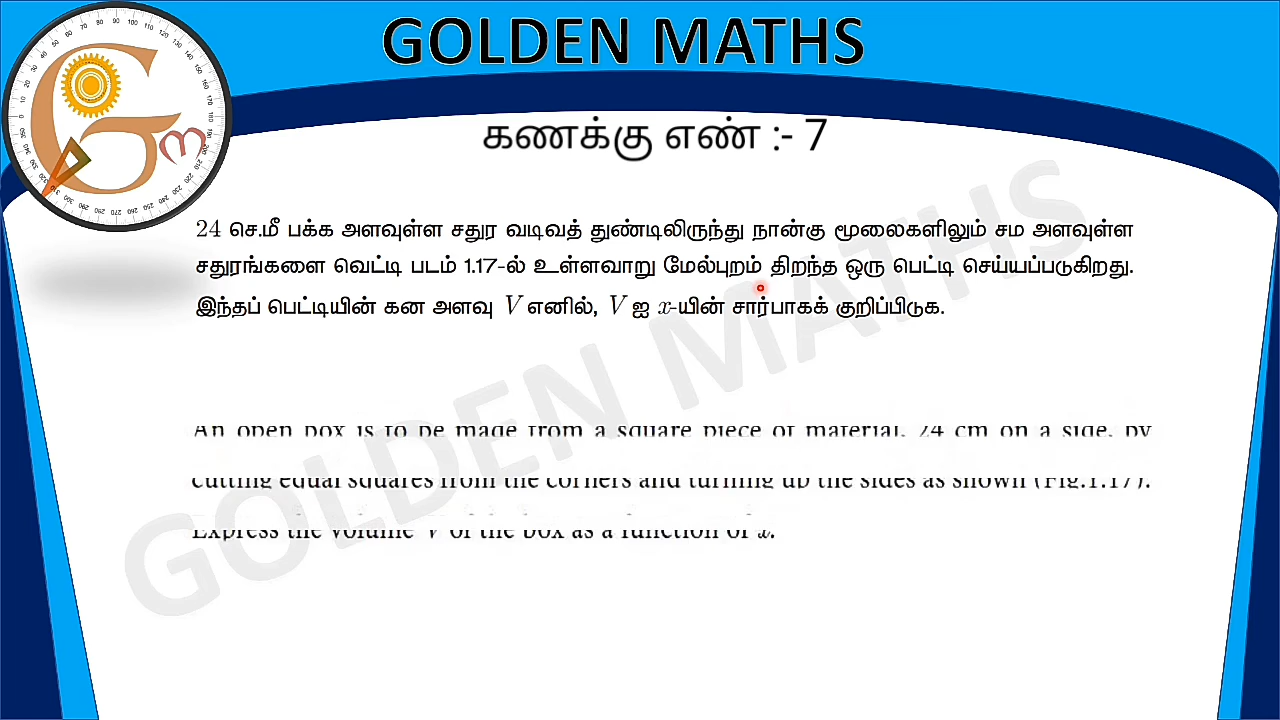 GOLDEN MATHS
கணக்கு எண் :- 7
24 செ.மீ பக்க அளவுள்ள சதுர வடிவத் துண்டிலிருந்து நான்கு மூலைகளிலும் சம அளவுள்ள
சதுரங்களை வெட்டி படம் 1.17-ல் உள்ளவாறு மேல்புறம் திறந்த ஒரு பெட்டி செய்யப்படுகிறது.
இந்தப் பெட்டியின் கன அளவு V எனில், V ஐ x-யின் சார்பாகக் குறிப்பிடுக.
An open box is to be made from a square piece of material, 24 cm on a side, by
cutting equal squares from the corners and turning up the sides as shown (Fig.1.17).
Express the volume V of the box as a function of x.
GOLDEN MATHS